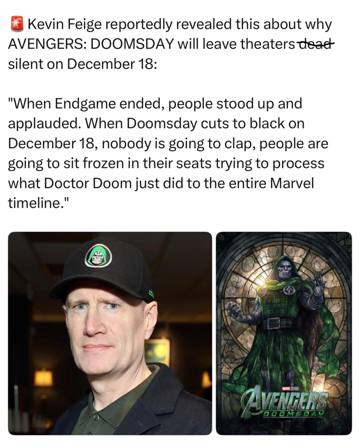 🚨 Kevin Feige reportedly revealed this about why
AVENGERS: DOOMSDAY will leave theaters dead
silent on December 18:
"When Endgame ended, people stood up and
applauded. When Doomsday cuts to black on
December 18, nobody is going to clap, people are
going to sit frozen in their seats trying to process
what Doctor Doom just did to the entire Marvel
timeline."
AVENGERS
DOOMSDAY